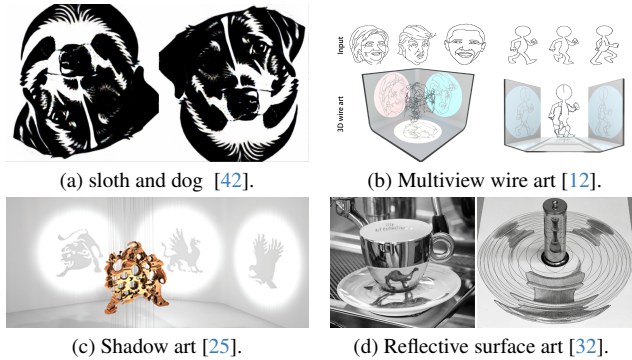 Input
3D wire art
(a) sloth and dog [42].
(b) Multiview wire art [12].
(c) Shadow art [25].
(d) Reflective surface art [32].